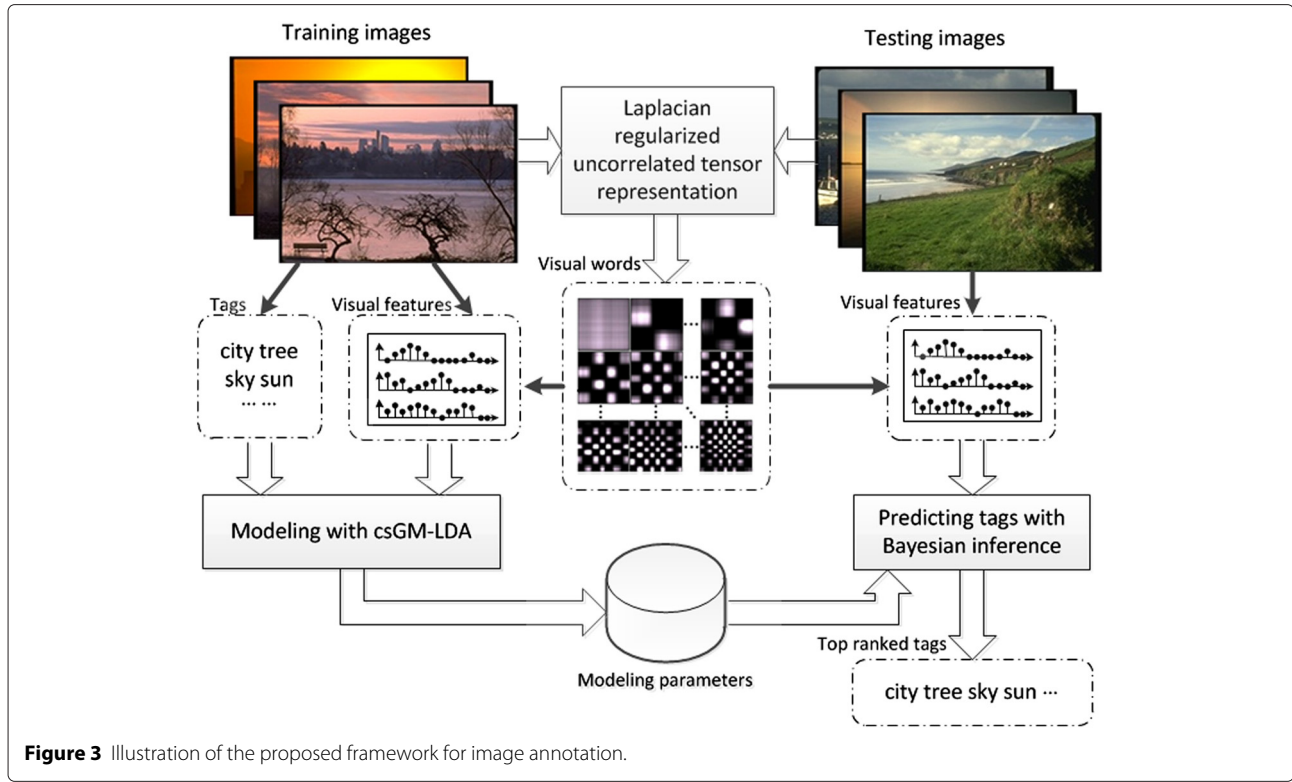 Training images
Testing images
Laplacian
regularized
uncorrelated tensor
representation
Visual words
Tags
Visual features
Visual features
city tree
sky sun
... ...
Modeling with csGM-LDA
Predicting tags with
Bayesian inference
Modeling parameters
Top ranked tags
city tree sky sun ...
Figure 3 Illustration of the proposed framework for image annotation.